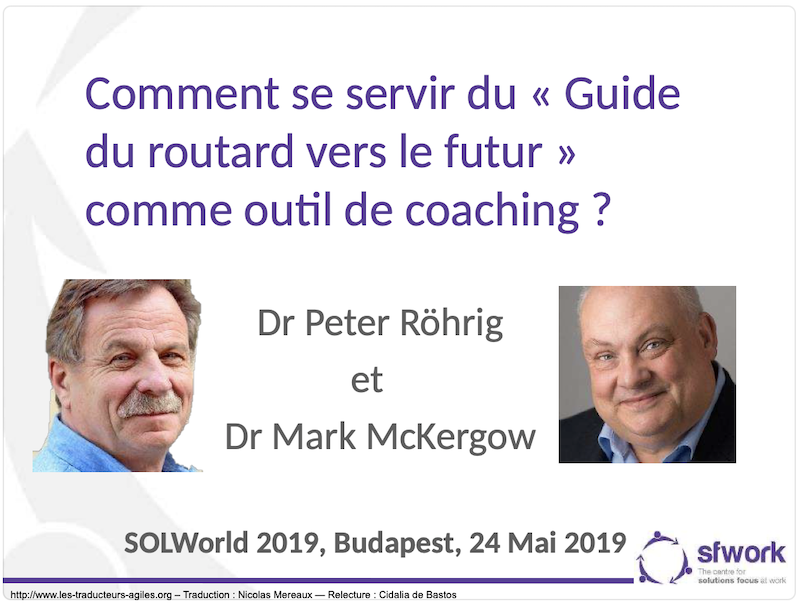 Comment se servir du « Guide
du routard vers le futur »
comme outil de coaching ?
Dr Peter Röhrig
et
Dr Mark McKergow
SOLWorld 2019, Budapest, 24 Mai 2019
sfwork
The centre for
solutions focus at work
http://www.les-traducteurs-agiles.org – Traduction : Nicolas Mereaux — Relecture : Cidalia de Bastos